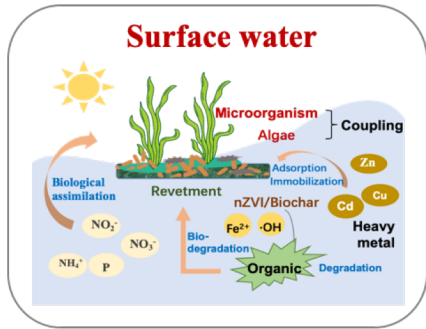 Surface water
Microorganism
Algae
Coupling
Zn
Adsorption
Immobilization
Cu
Cd
Heavy
metal
Biological
assimilation
Revetment
nZVI/Biochar
NO₂⁻
NO₃⁻
NH₄⁺
P
Bio-
degradation
Fe²⁺
·OH
Organic
Degradation